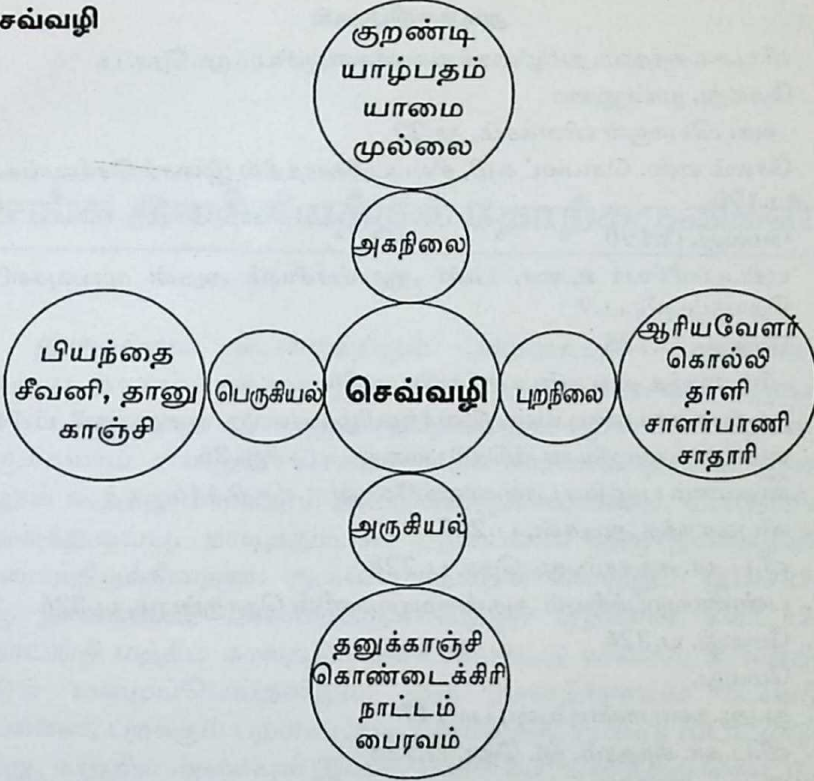 செவ்வழி
குறண்டி
யாழ்பதம்
யாமை
முல்லை
அகநிலை
பியந்தை
சீவனி, தானு
காஞ்சி
பெருகியல்
செவ்வழி
புறநிலை
ஆரியவேளர்
கொல்லி
தாளி
சாளர்பாணி
சாதாரி
அருகியல்
தனுக்காஞ்சி
கொண்டைக்கிரி
நாட்டம்
பைரவம்